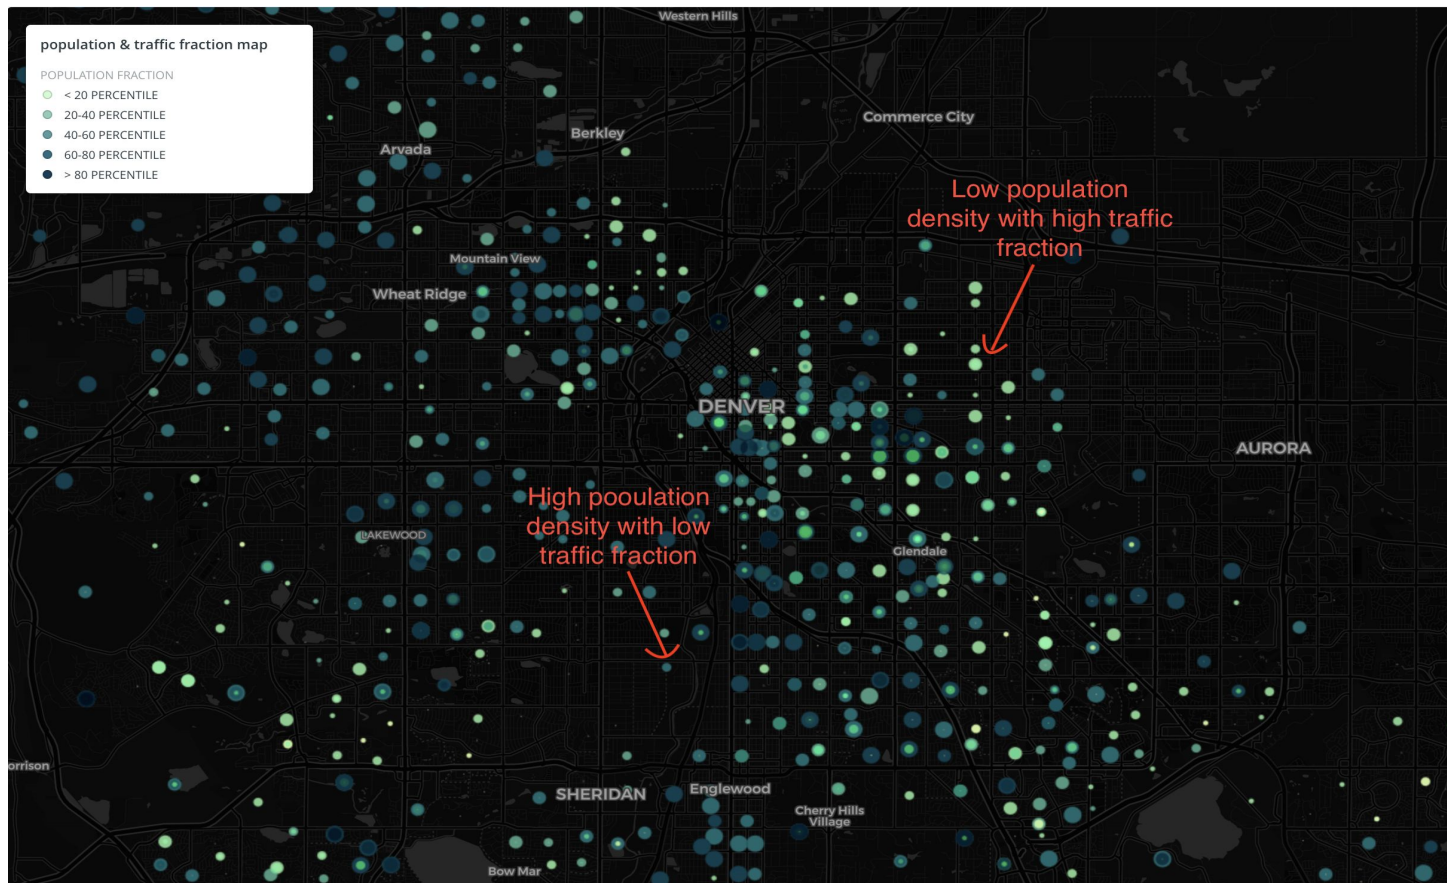 Western Hills
population & traffic fraction map
POPULATION FRACTION
< 20 PERCENTILE
20-40 PERCENTILE
40-60 PERCENTILE
60-80 PERCENTILE
> 80 PERCENTILE
Commerce City
Berkley
Arvada
Low population
density with high traffic
fraction
Mountain View
Wheat Ridge
DENVER
AURORA
High pooulation
density with low
traffic fraction
LAKEWOOD
Glendale
orrison
SHERIDAN
Englewood
Cherry Hills
Village
Bow Mar